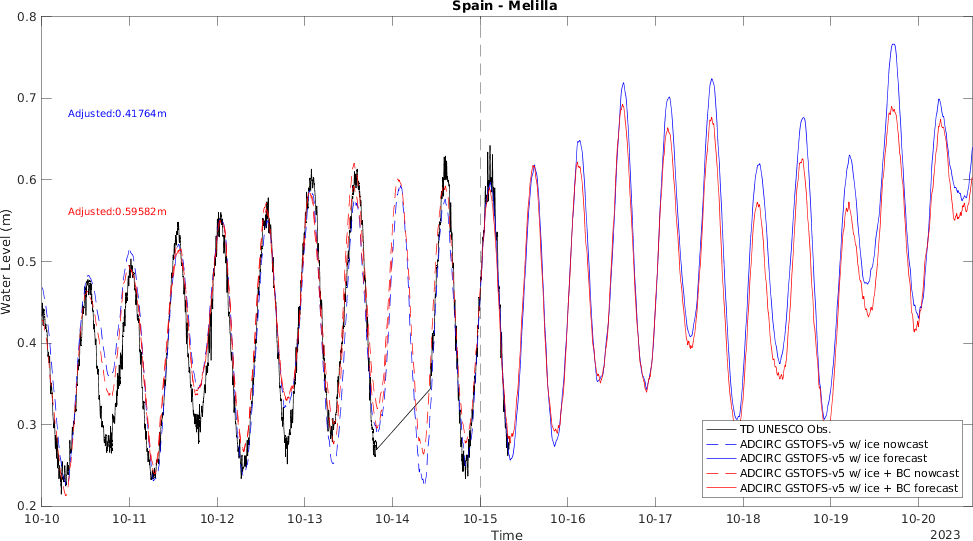 Spain - Melilla
0.8
0.7
0.6
0.5
0.4
0.3
0.2
Water Level (m)
Adjusted:0.41764m
Adjusted:0.59582m
TD UNESCO Obs.
ADCIRC GSTOFS-v5 w/ ice nowcast
ADCIRC GSTOFS-v5 w/ ice forecast
ADCIRC GSTOFS-v5 w/ ice + BC nowcast
ADCIRC GSTOFS-v5 w/ ice + BC forecast
10-10 10-11 10-12 10-13 10-14 10-15 10-16 10-17 10-18 10-19 10-20
Time 2023